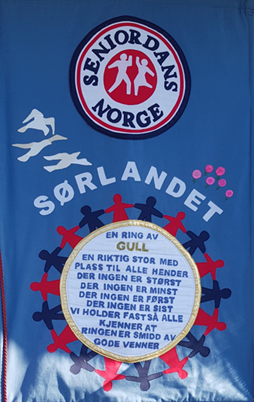 SENIORDANS
NORGE
SØRLANDET
EN RING AV
GULL
EN RIKTIG STOR MED
PLASS TIL ALLE HENDER
DER INGEN ER STØRST
DER INGEN ER MINST
DER INGEN ER FØRST
DER INGEN ER SIST
VI HOLDER FAST SÅ ALLE
KJENNER AT
RINGEN ER SMIDD AV
GODE VENNER